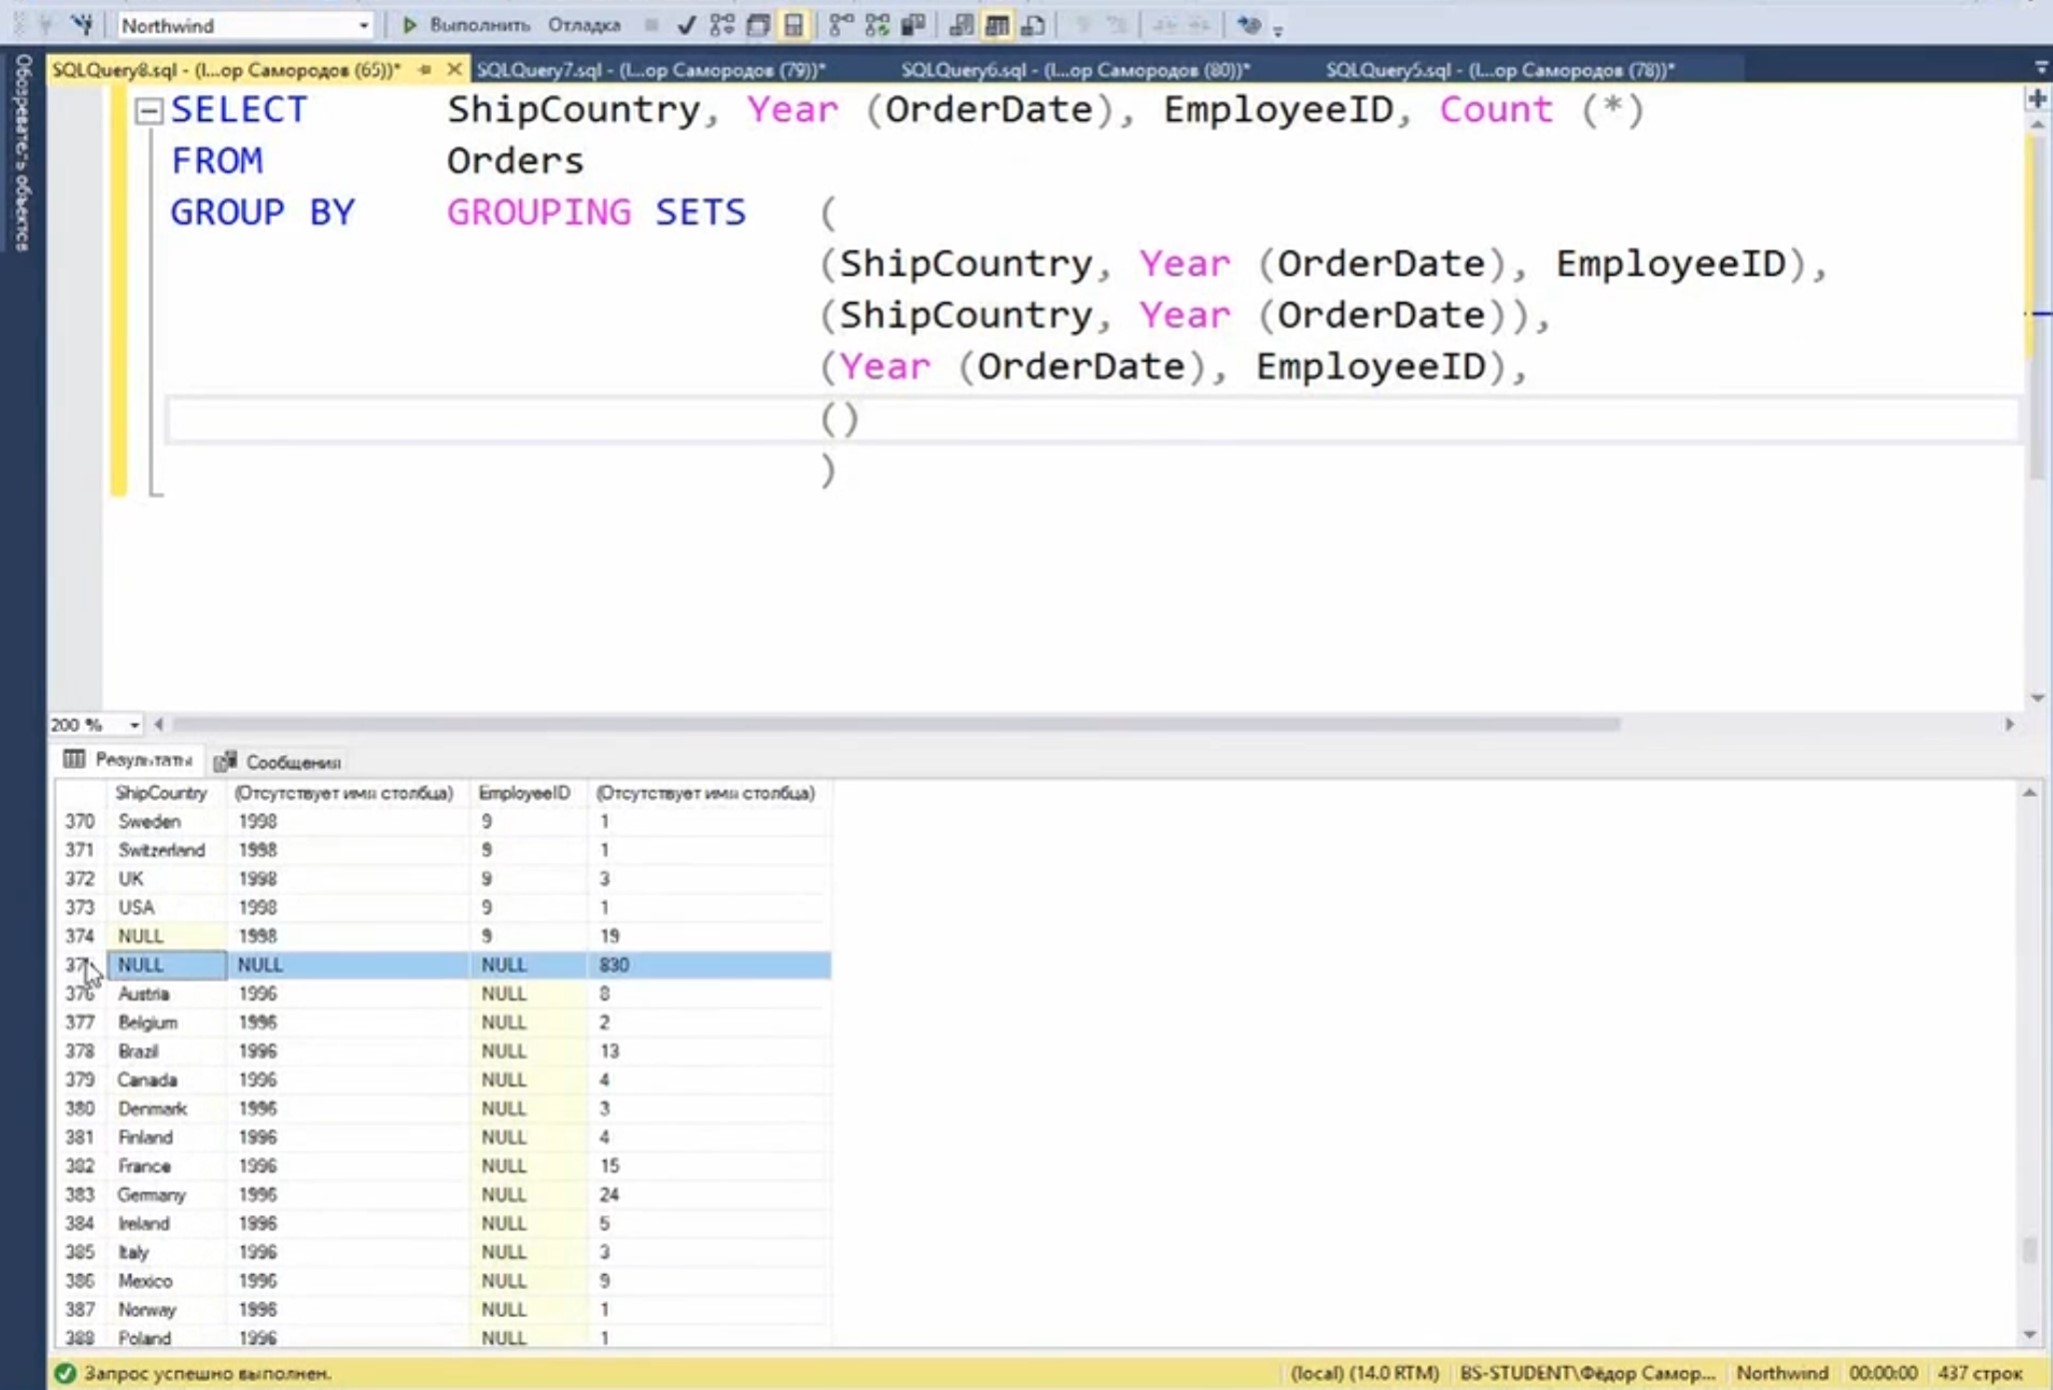 Northwind Выполнить Отладка
Обозреватель объектов
SQLQuery8.sql - (l...ор Самородов (65))* SQLQuery7.sql - (l...ор Самородов (79))* SQLQuery6.sql - (l...ор Самородов (80))* SQLQuery5.sql - (l...ор Самородов (78))*
SELECT ShipCountry, Year (OrderDate), EmployeeID, Count (*)
FROM Orders
GROUP BY GROUPING SETS (
(ShipCountry, Year (OrderDate), EmployeeID),
(ShipCountry, Year (OrderDate)),
(Year (OrderDate), EmployeeID),
()
)
200 %
Результаты Сообщения
ShipCountry (Отсутствует имя столбца) EmployeeID (Отсутствует имя столбца)
370 Sweden 1998 9 1
371 Switzerland 1998 9 1
372 UK 1998 9 3
373 USA 1998 9 1
374 NULL 1998 9 19
NULL NULL NULL 830
376 Austria 1996 NULL 8
377 Belgium 1996 NULL 2
378 Brazil 1996 NULL 13
379 Canada 1996 NULL 4
380 Denmark 1996 NULL 3
381 Finland 1996 NULL 4
382 France 1996 NULL 15
383 Germany 1996 NULL 24
384 Ireland 1996 NULL 5
385 Italy 1996 NULL 3
386 Mexico 1996 NULL 9
387 Norway 1996 NULL 1
388 Poland 1996 NULL 1
Запрос успешно выполнен. (local) (14.0 RTM) BS-STUDENT\Фёдор Самор... Northwind 00:00:00 437 строк